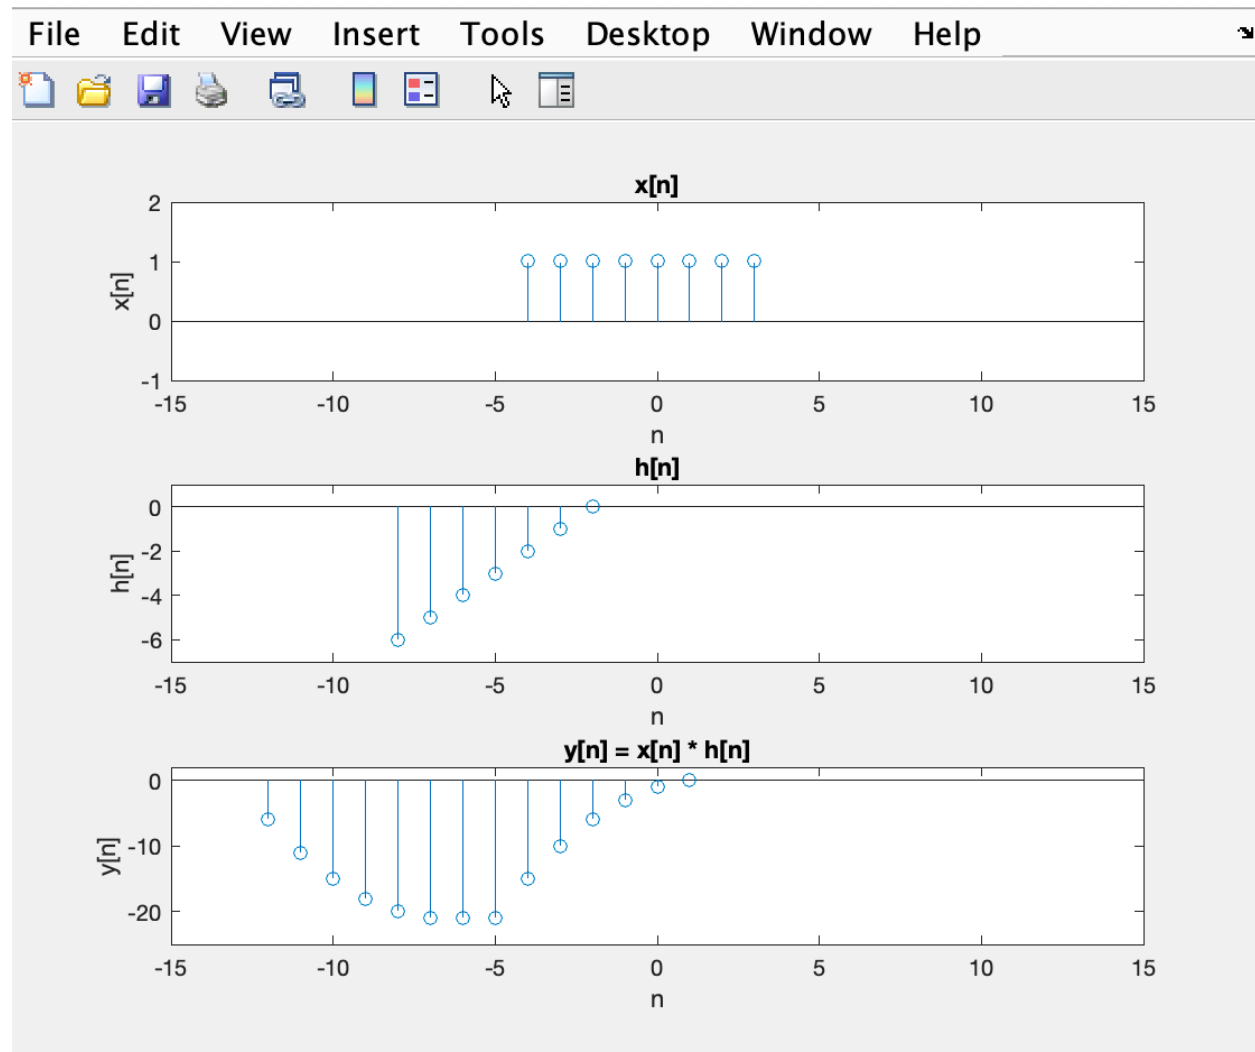 File Edit View Insert Tools Desktop Window Help
x[n]
2
1
0
-1
x[n]
-15 -10 -5 0 5 10 15
n
h[n]
0
-2
-4
-6
h[n]
-15 -10 -5 0 5 10 15
n
y[n] = x[n] * h[n]
0
-10
-20
y[n]
-15 -10 -5 0 5 10 15
n